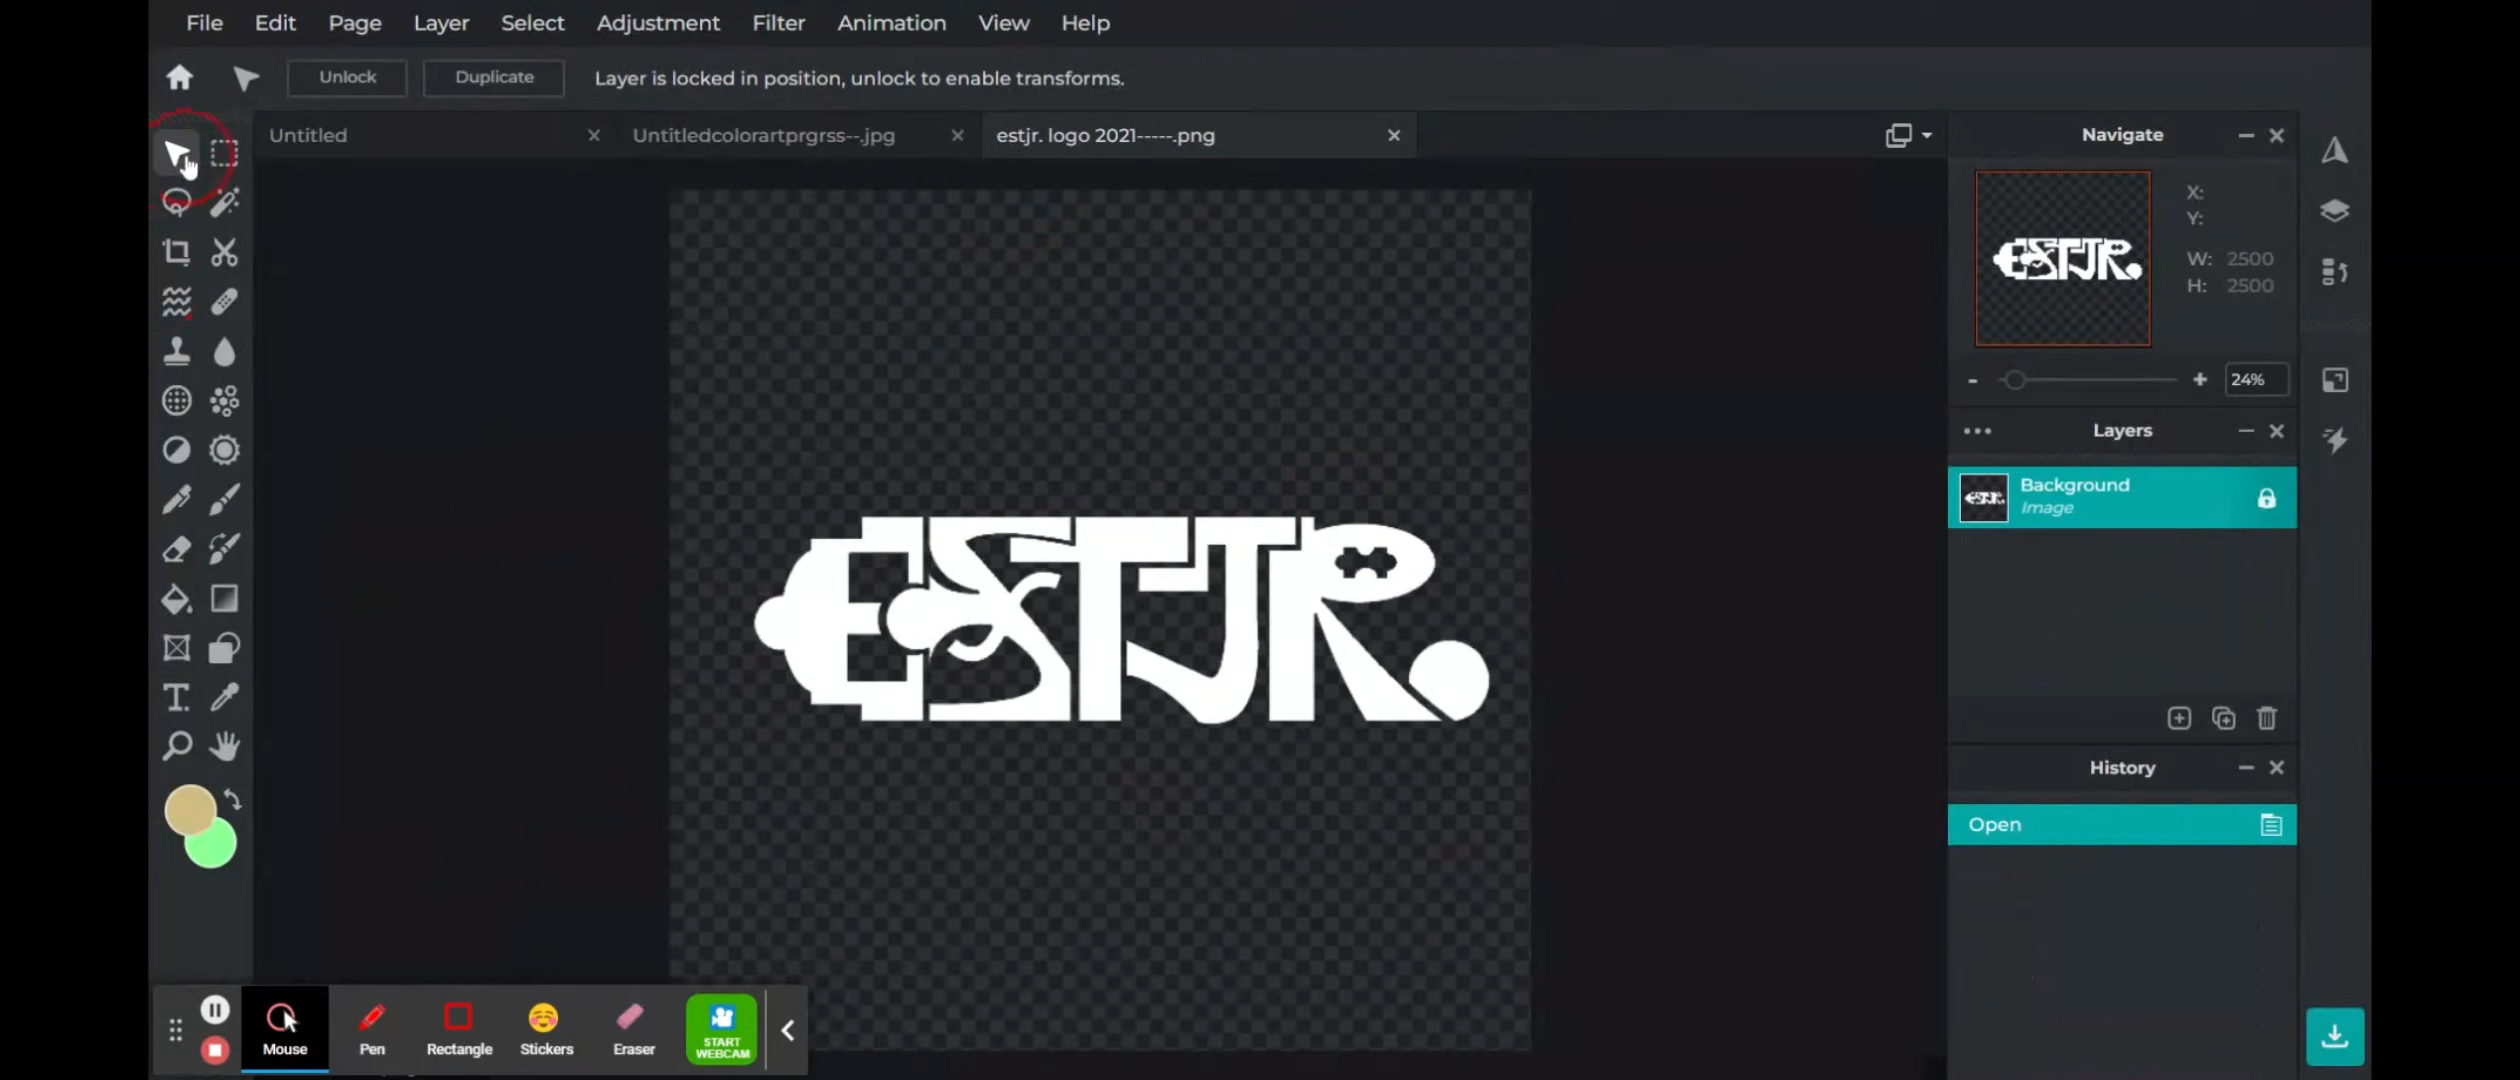 File Edit Page Layer Select Adjustment Filter Animation View Help
Unlock Duplicate Layer is locked in position, unlock to enable transforms.
Untitled × Untitledcolorartprgrss--.jpg × estjr. logo 2021-----.png ×
Navigate
X:
Y:
W: 2500
H: 2500
ESTJR.
- + 24%
Layers
Background
Image
ESTJR.
ESTJR.
History
Open
T.
Mouse Pen Rectangle Stickers Eraser START WEBCAM